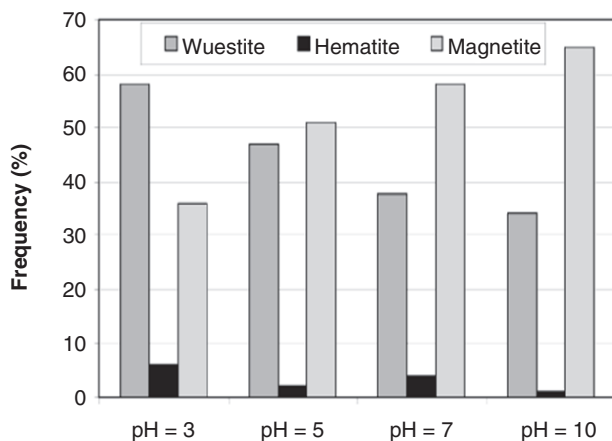 70
Wuestite Hematite Magnetite
60
50
40
30
20
10
0
Frequency (%)
pH = 3 pH = 5 pH = 7 pH = 10